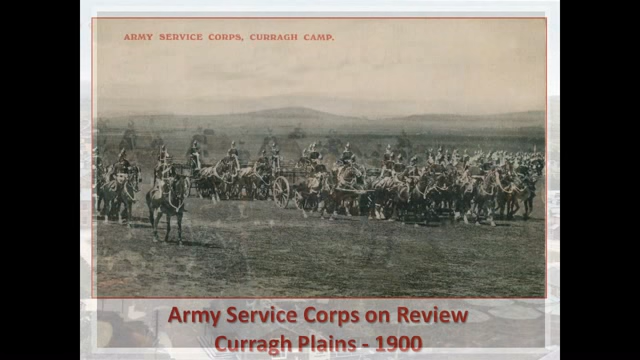 ARMY SERVICE CORPS, CURRAGH CAMP.
Army Service Corps on Review
Curragh Plains - 1900